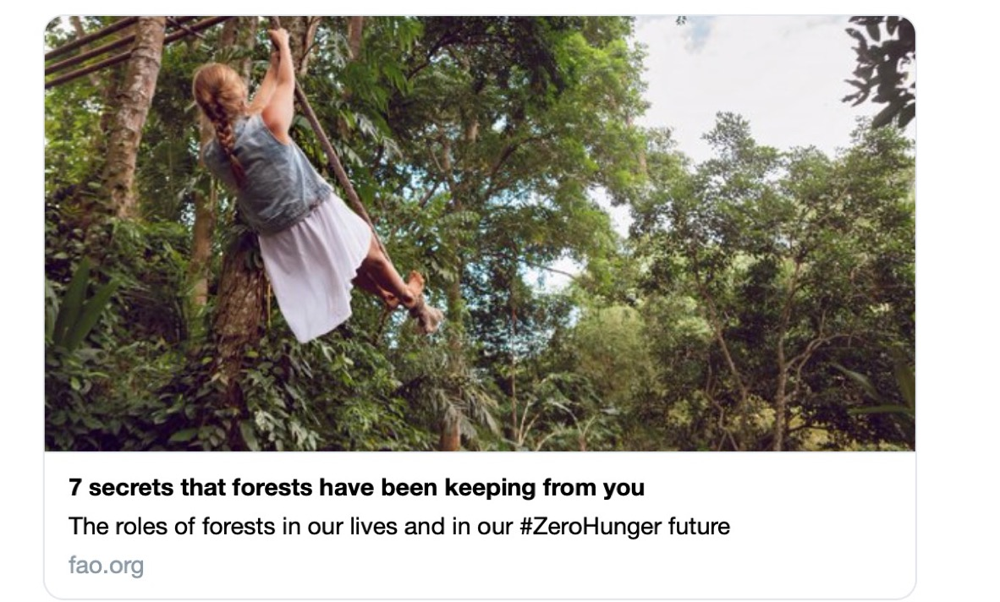 7 secrets that forests have been keeping from you
The roles of forests in our lives and in our #ZeroHunger future
fao.org